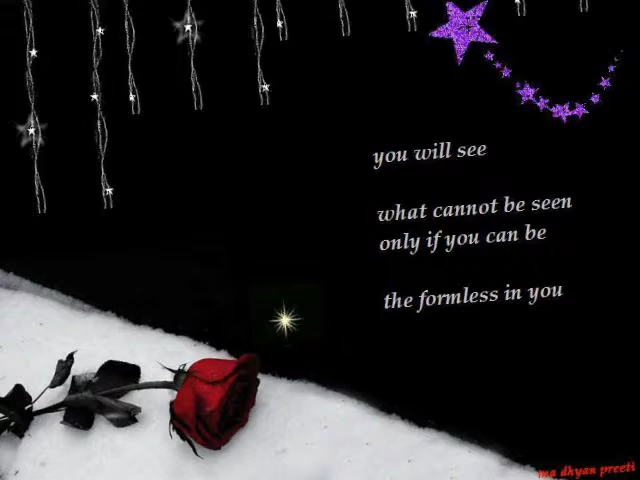 you will see
what cannot be seen
only if you can be
the formless in you
ma dhyan preeti